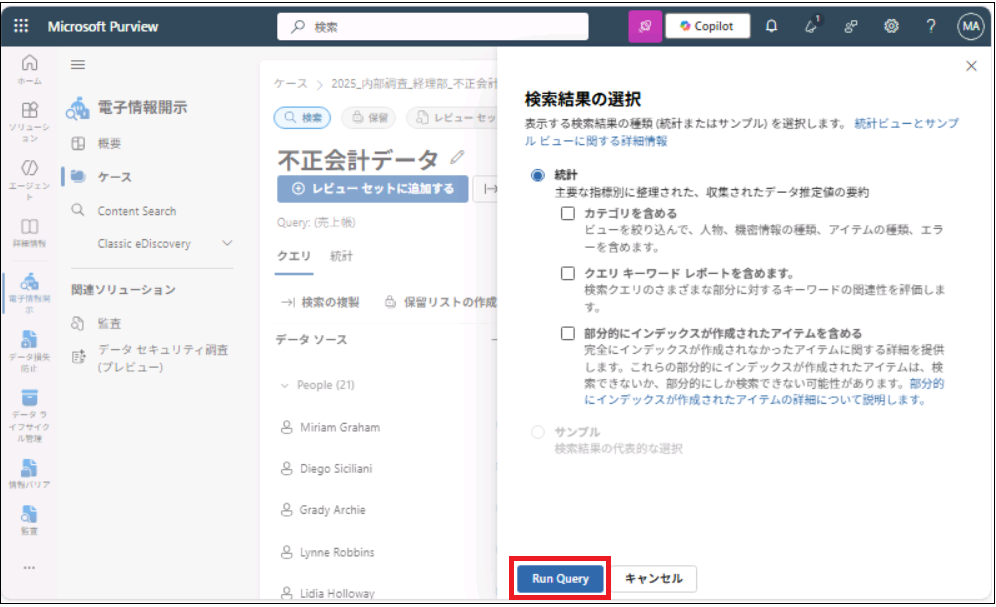 Microsoft Purview
検索
Copilot
1
?
MA
ホーム
ソリューシ
ョン
エージェン
ト
詳細情報
電子情報開
示
データ損失
防止
データ ラ
イフサイク
ル管理
情報バリア
監査
...
電子情報開示
概要
ケース
Content Search
Classic eDiscovery
関連ソリューション
監査
データ セキュリティ調査
(プレビュー)
ケース > 2025_内部調査_経理部_不正会計
検索
保留
レビュー セッ
不正会計データ
レビュー セットに追加する
Query: (売上帳)
クエリ
統計
検索の複製
保留リストの作成
データ ソース
People (21)
Miriam Graham
Diego Siciliani
Grady Archie
Lynne Robbins
Lidia Holloway
検索結果の選択
表示する検索結果の種類 (統計またはサンプル) を選択します。 統計ビューとサンプ
ル ビューに関する詳細情報
統計
主要な指標別に整理された、収集されたデータ推定値の要約
カテゴリを含める
ビューを絞り込んで、人物、機密情報の種類、アイテムの種類、エラ
ーを含めます。
クエリ キーワード レポートを含めます。
検索クエリのさまざまな部分に対するキーワードの関連性を評価しま
す。
部分的にインデックスが作成されたアイテムを含める
完全にインデックスが作成されなかったアイテムに関する詳細を提供
します。これらの部分的にインデックスが作成されたアイテムは、検
索できないか、部分的にしか検索できない可能性があります。部分的
にインデックスが作成されたアイテムの詳細について説明します。
サンプル
検索結果の代表的な選択
Run Query
キャンセル